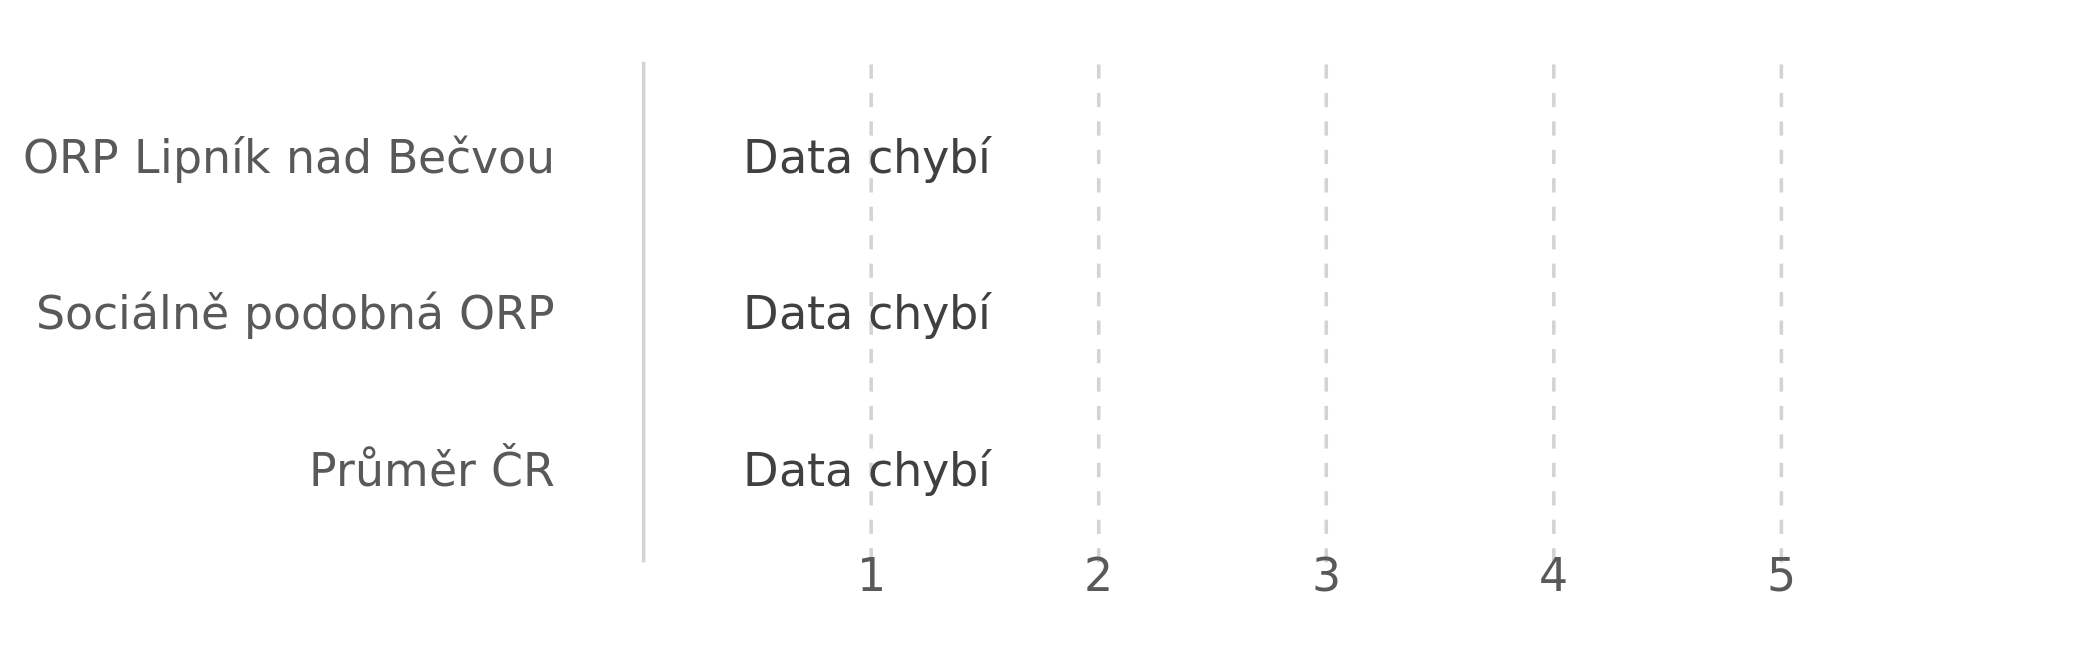 ORP Lipník nad Bečvou Data chybí
Sociálně podobná ORP Data chybí
Průměr ČR Data chybí
1 2 3 4 5